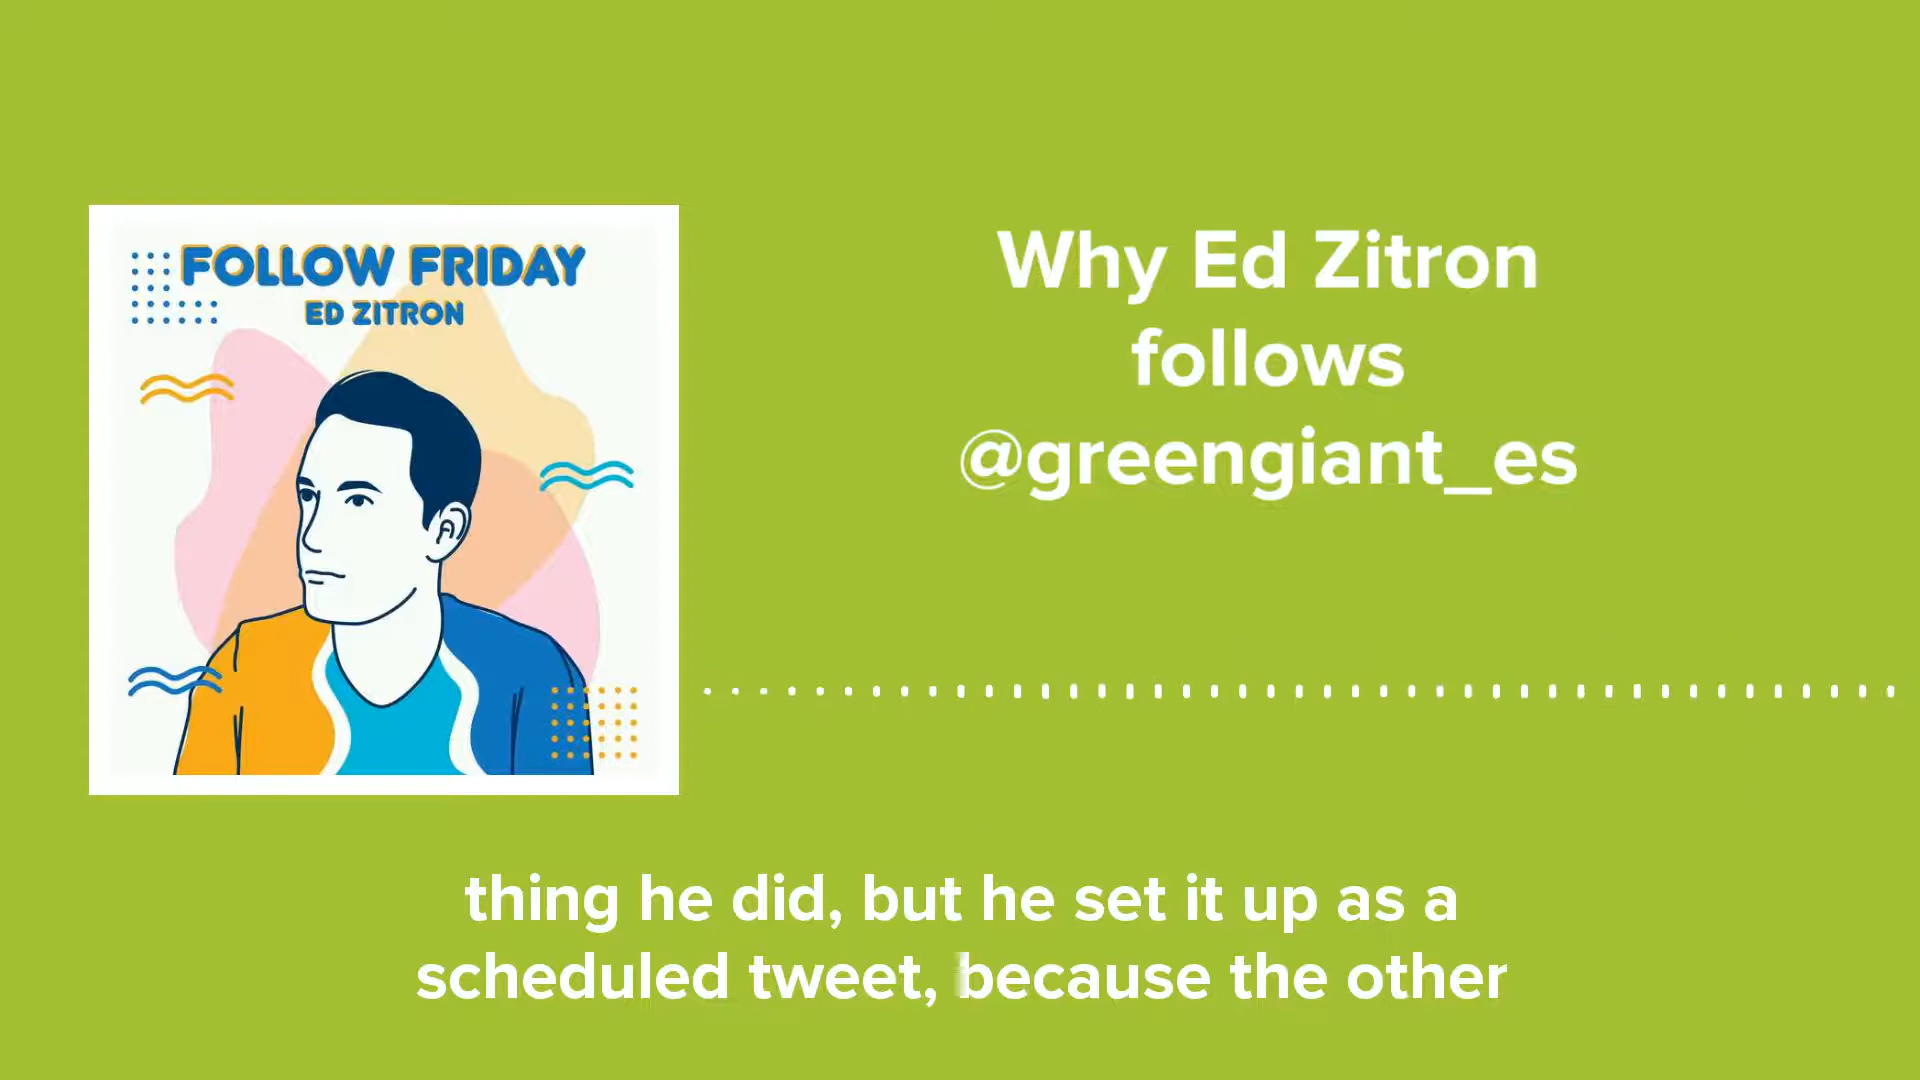 FOLLOW FRIDAY
ED ZITRON
Why Ed Zitron
follows
@greengiant_es
thing he did, but he set it up as a
scheduled tweet, because the other